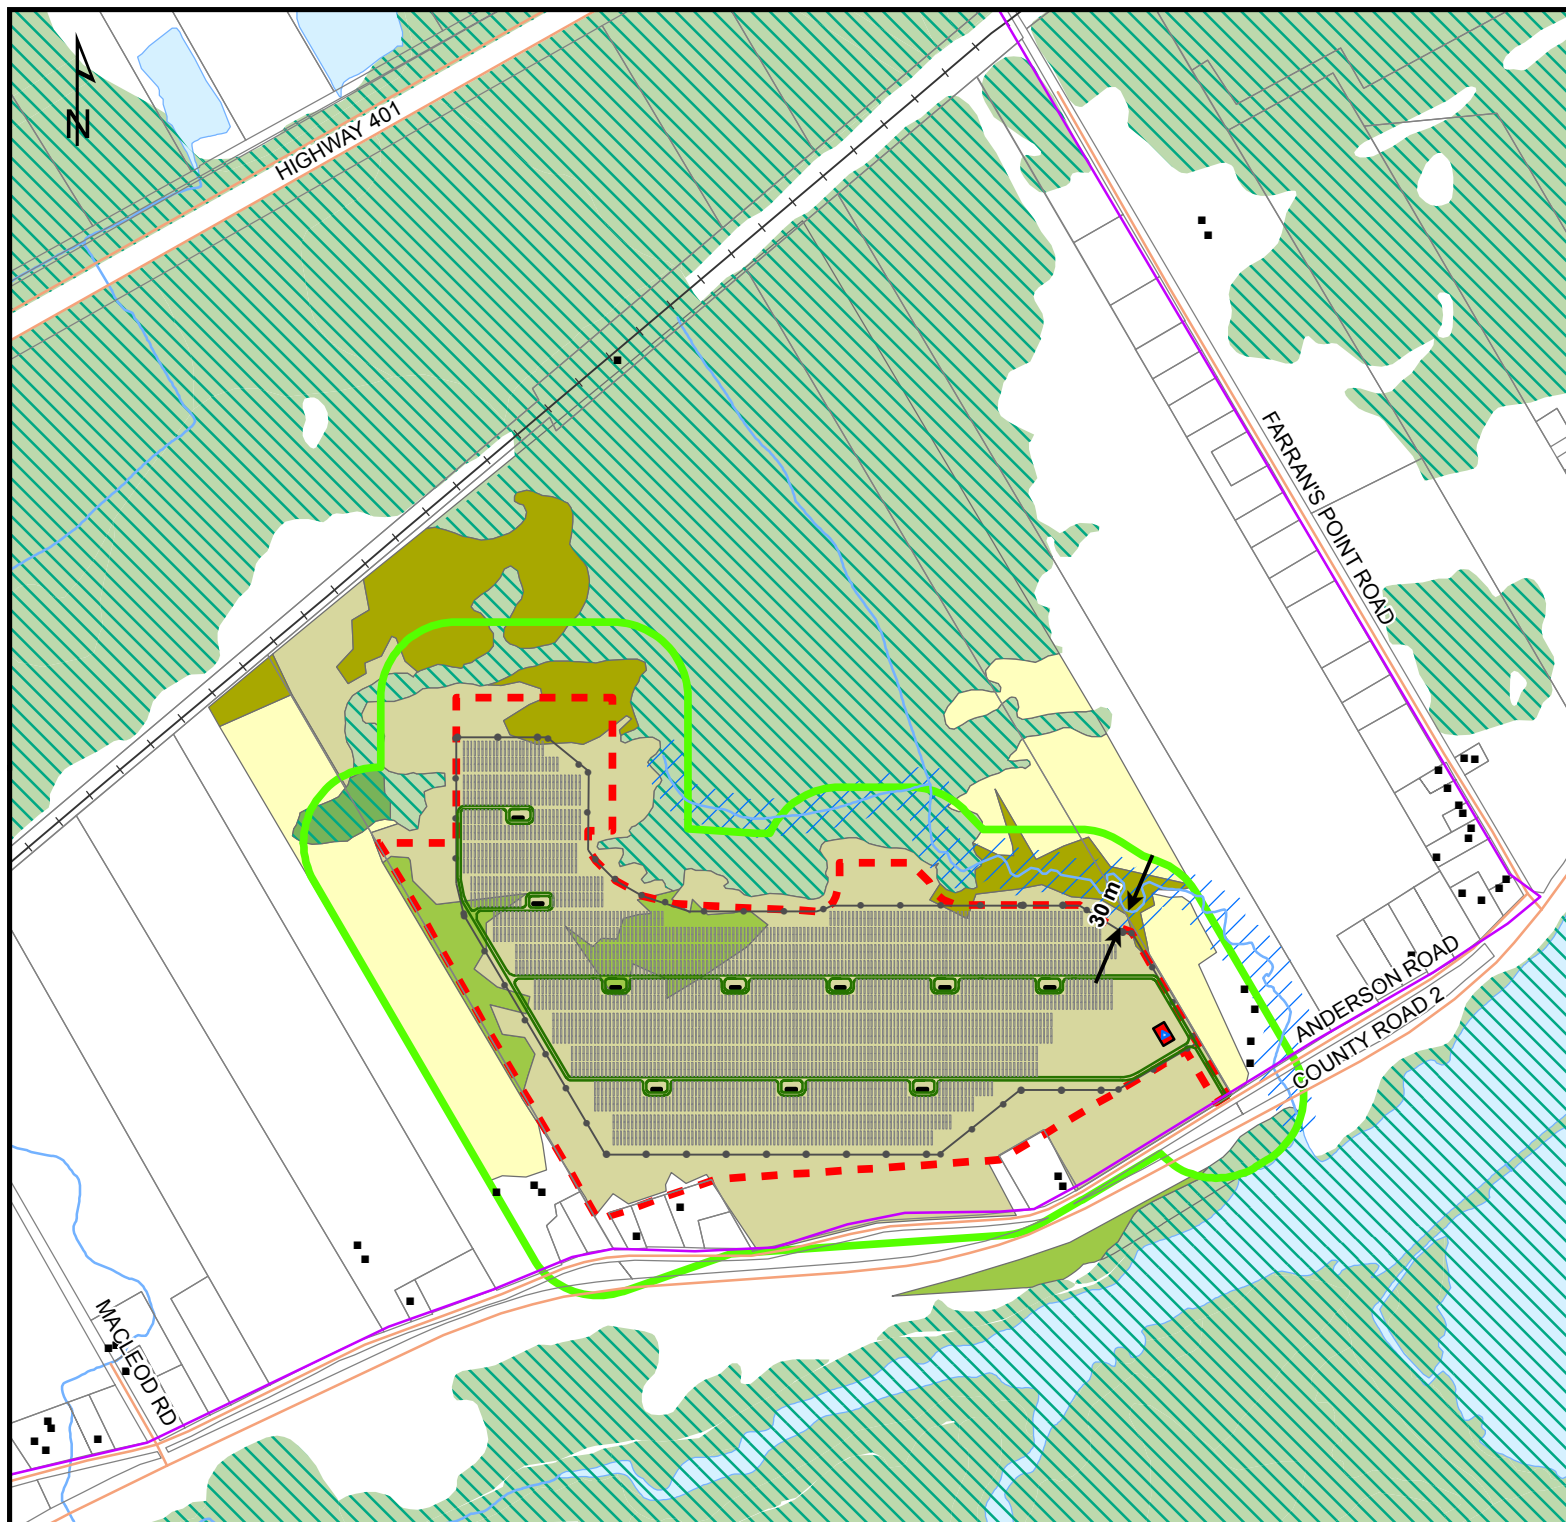 N
HIGHWAY 401
FARRAN'S POINT ROAD
30 m
ANDERSON ROAD
COUNTY ROAD 2
MACLEOD RD